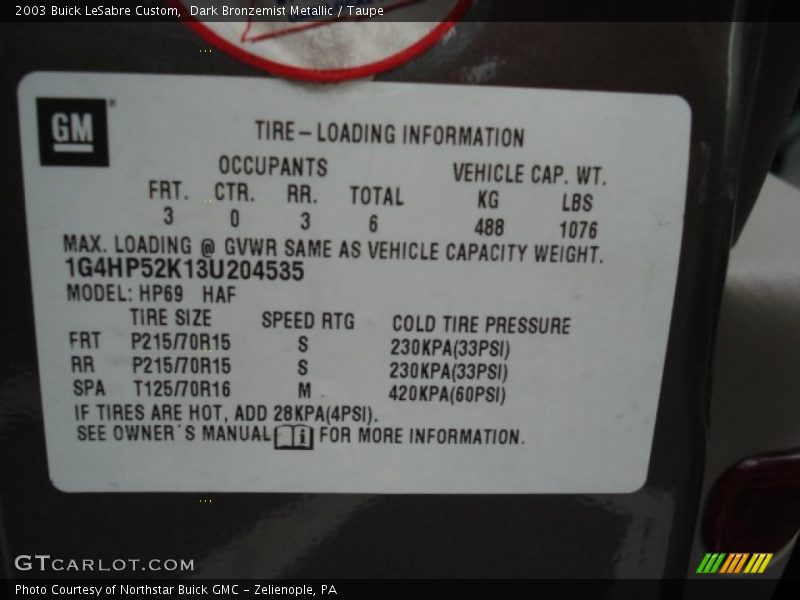 2003 Buick LeSabre Custom, Dark Bronzemist Metallic / Taupe
GM
TIRE-LOADING INFORMATION
OCCUPANTS VEHICLE CAP. WT.
FRT. CTR. RR. TOTAL KG LBS
3 0 3 6 488 1076
MAX. LOADING @ GVWR SAME AS VEHICLE CAPACITY WEIGHT.
1G4HP52K13U204535
MODEL: HP69 HAF
TIRE SIZE SPEED RTG COLD TIRE PRESSURE
FRT P215/70R15 S 230KPA(33PSI)
RR P215/70R15 S 230KPA(33PSI)
SPA T125/70R16 M 420KPA(60PSI)
IF TIRES ARE HOT, ADD 28KPA(4PSI).
SEE OWNER'S MANUAL i FOR MORE INFORMATION.
GTCARLOT.COM
Photo Courtesy of Northstar Buick GMC - Zelienople, PA